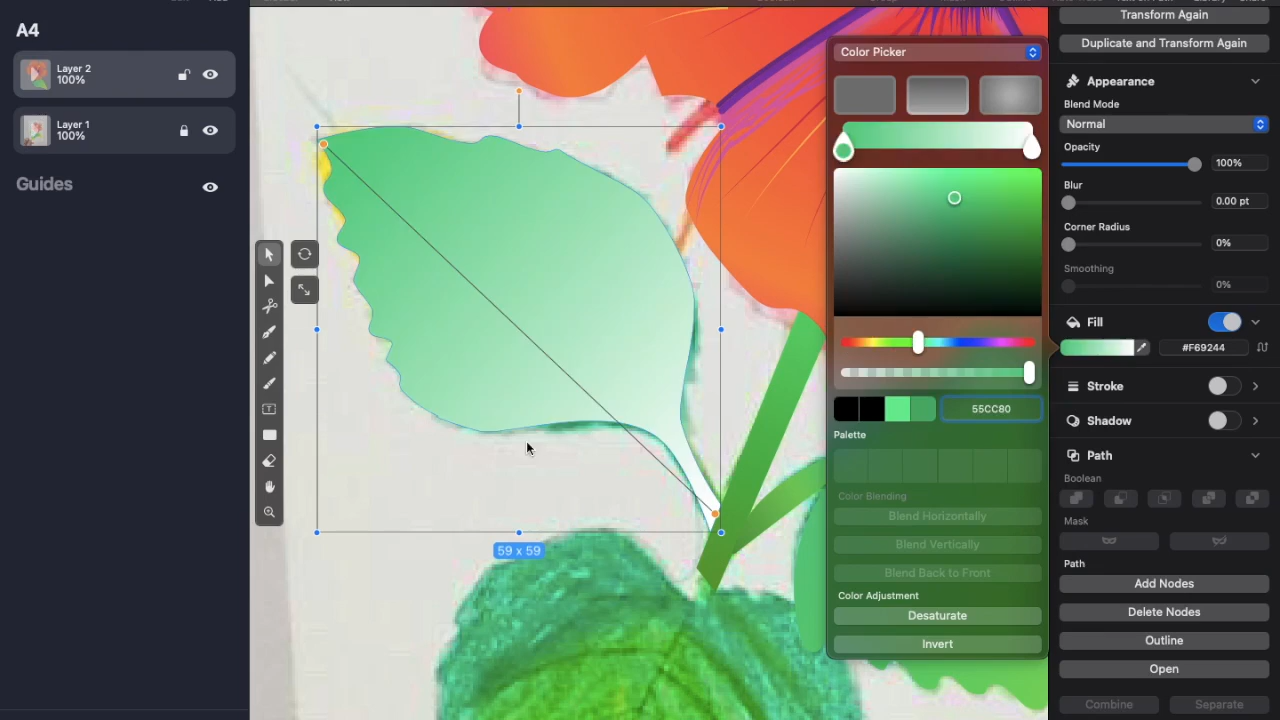 A4
Layer 2
100%
Layer 1
100%
Guides
59 x 59
Color Picker
55CC80
Palette
Color Blending
Blend Horizontally
Blend Vertically
Blend Back to Front
Color Adjustment
Desaturate
Invert
Transform Again
Duplicate and Transform Again
Appearance
Blend Mode
Normal
Opacity
100%
Blur
0.00 pt
Corner Radius
0%
Smoothing
0%
Fill
#F69244
Stroke
Shadow
Path
Boolean
Mask
Path
Add Nodes
Delete Nodes
Outline
Open
Combine
Separate